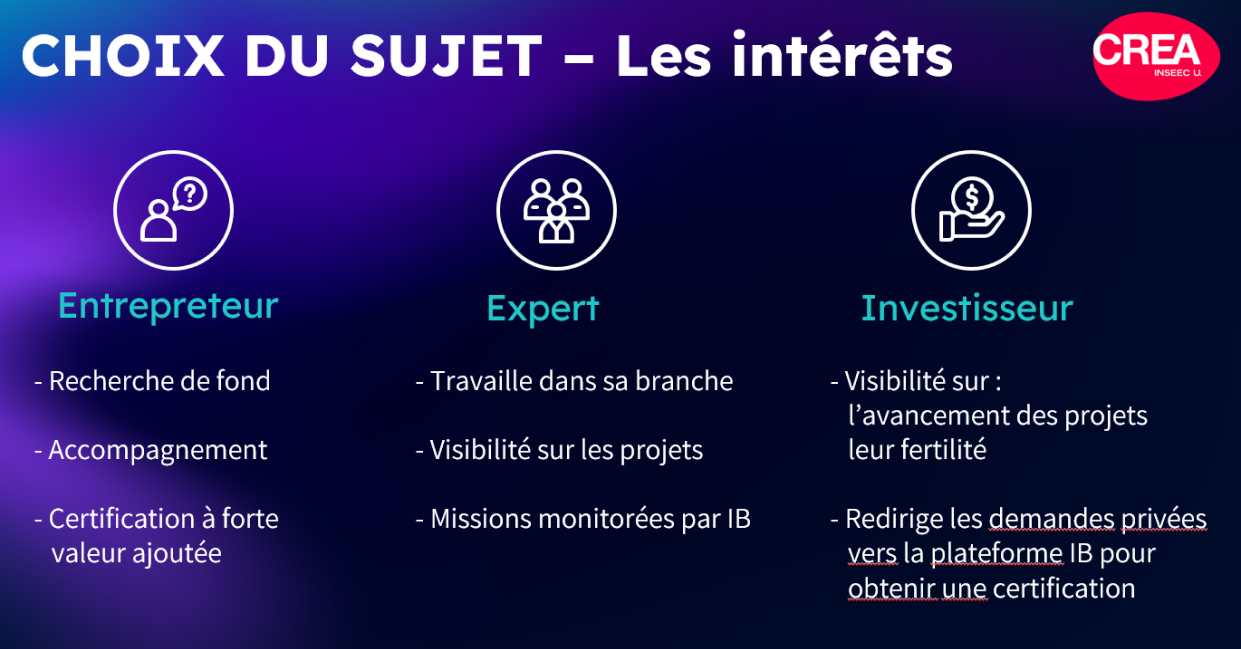 CHOIX DU SUJET – Les intérêts
CREA
INSEEC U.
?
$
Entrepreteur
- Recherche de fond
- Accompagnement
- Certification à forte
valeur ajoutée
Expert
- Travaille dans sa branche
- Visibilité sur les projets
- Missions monitorées par IB
Investisseur
- Visibilité sur :
l’avancement des projets
leur fertilité
- Redirige les demandes privées
vers la plateforme IB pour
obtenir une certification